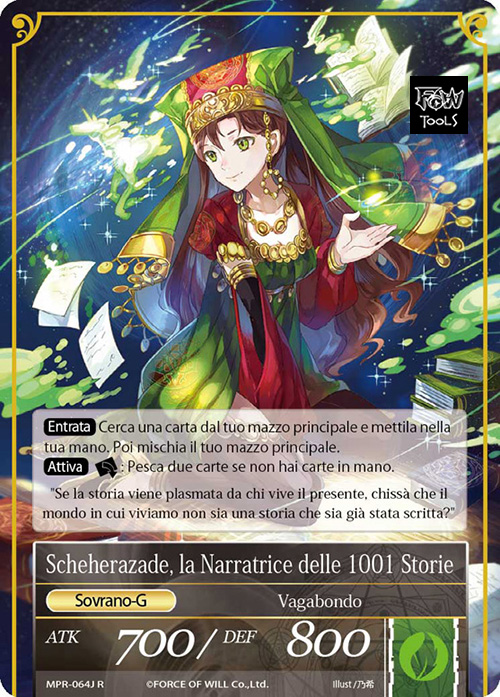 FoW
TooLS
Entrata Cerca una carta dal tuo mazzo principale e mettila nella
tua mano. Poi mischia il tuo mazzo principale.
Attiva : Pesca due carte se non hai carte in mano.
"Se la storia viene plasmata da chi vive il presente, chissà che il
mondo in cui viviamo non sia una storia che sia già stata scritta?"
Scheherazade, la Narratrice delle 1001 Storie
Sovrano-G Vagabondo
ATK 700/ DEF 800
MPR-064J R ©FORCE OF WILL Co.,Ltd. Illust/乃希